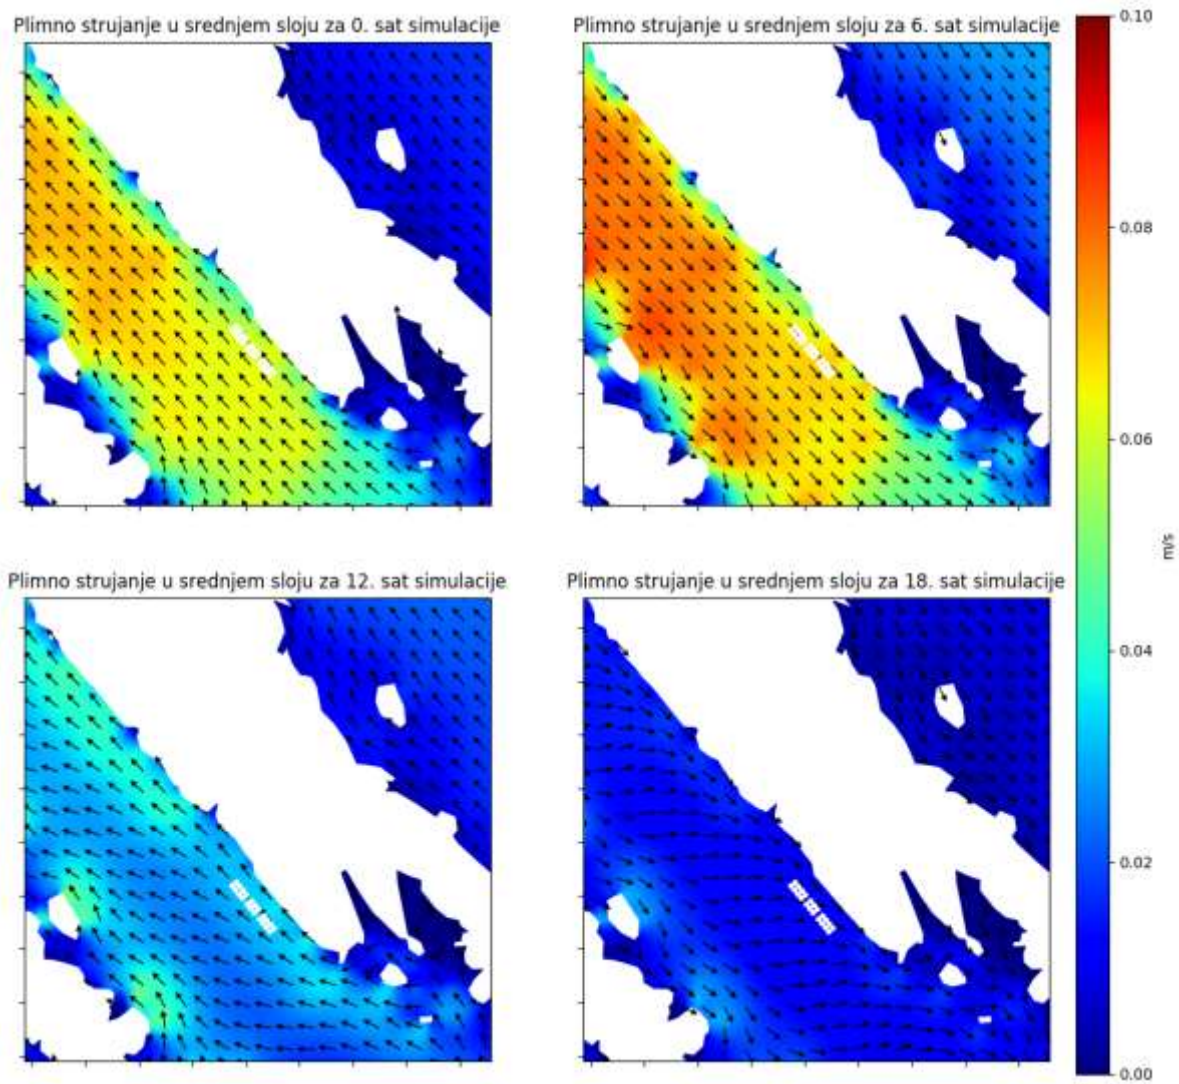 Plimno strujanje u srednjem sloju za 0. sat simulacije
Plimno strujanje u srednjem sloju za 6. sat simulacije
0.10
0.08
0.06
m/s
0.04
0.02
0.00
Plimno strujanje u srednjem sloju za 12. sat simulacije
Plimno strujanje u srednjem sloju za 18. sat simulacije